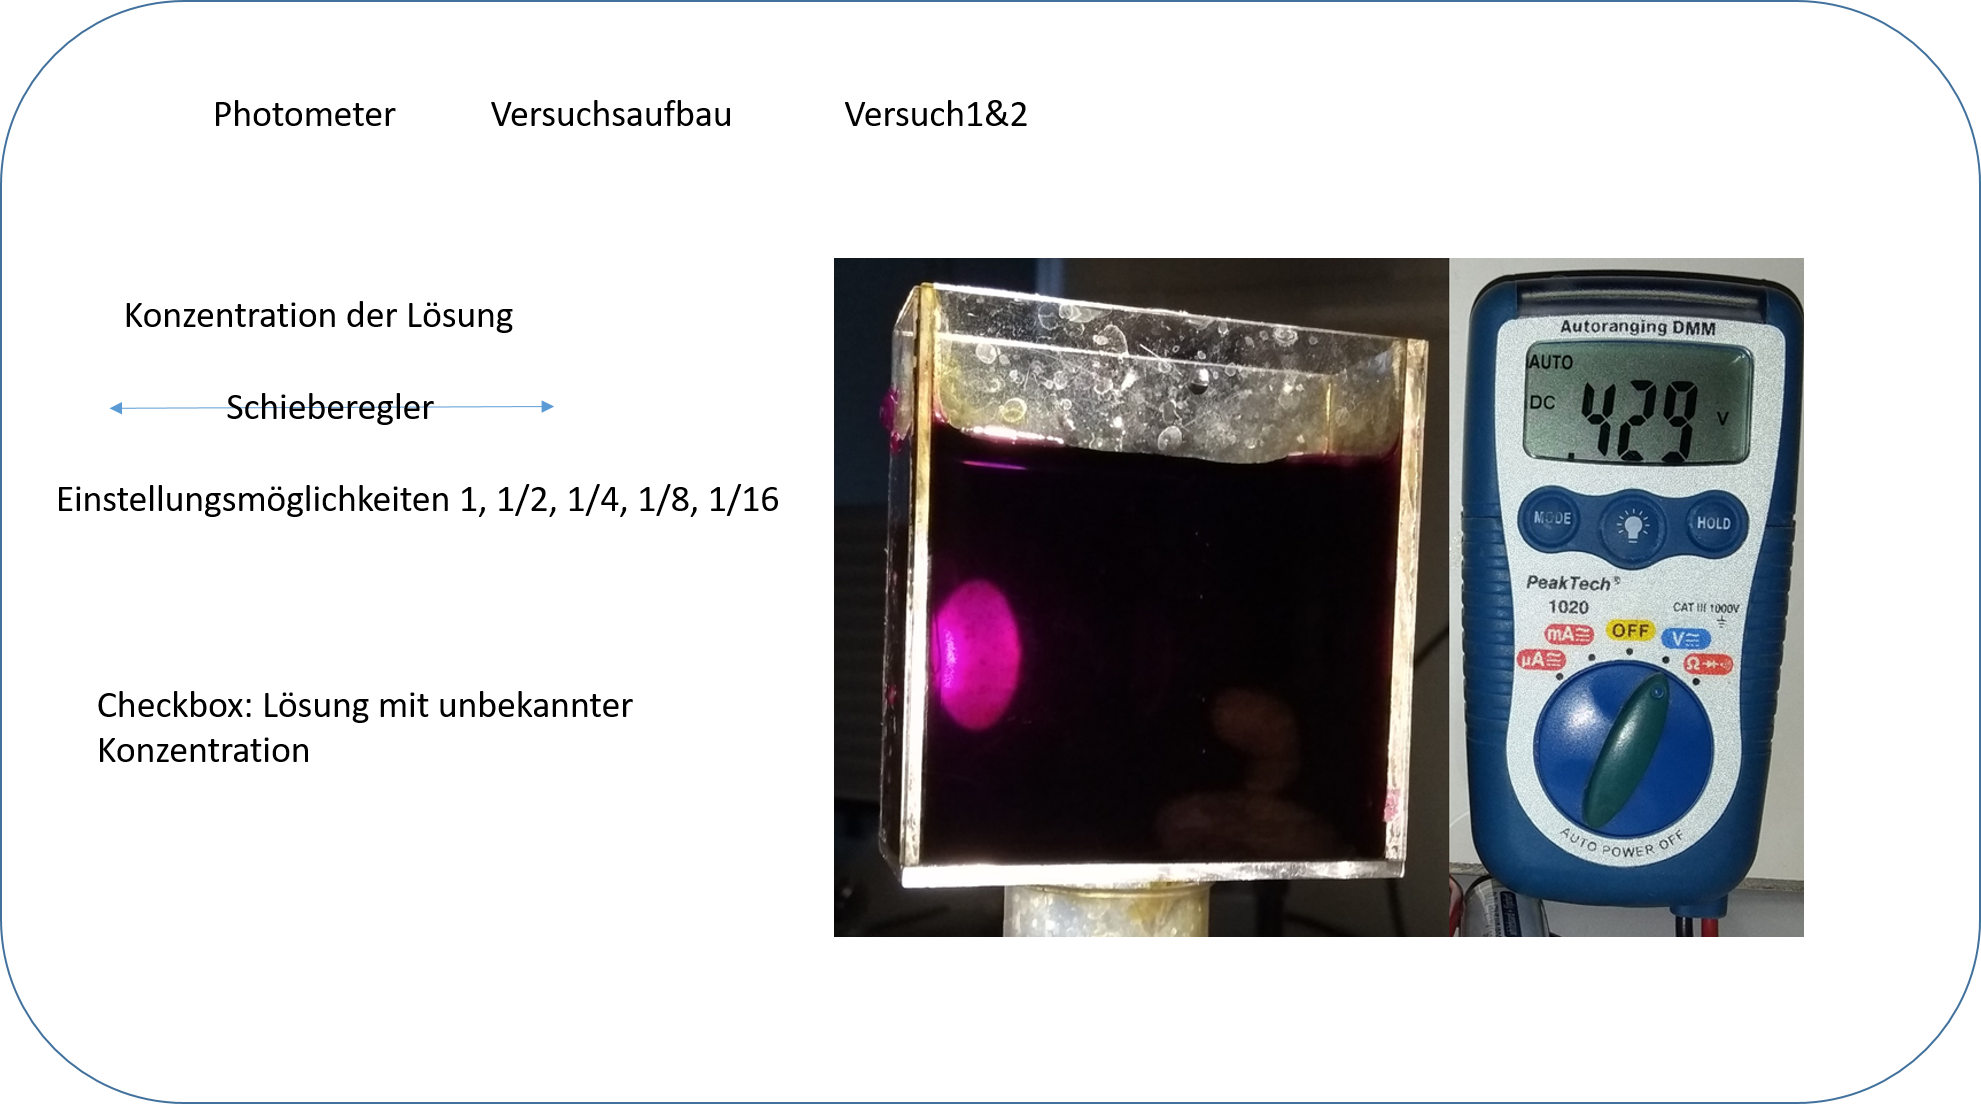 Photometer Versuchsaufbau Versuch1&2
Konzentration der Lösung
Schieberegler
Einstellungsmöglichkeiten 1, 1/2, 1/4, 1/8, 1/16
Checkbox: Lösung mit unbekannter
Konzentration
Autoranging DMM
AUTO
DC .429 V
MODE HOLD
PeakTech®
1020 CAT III 1000V
mA OFF V
µA Ω
AUTO POWER OFF